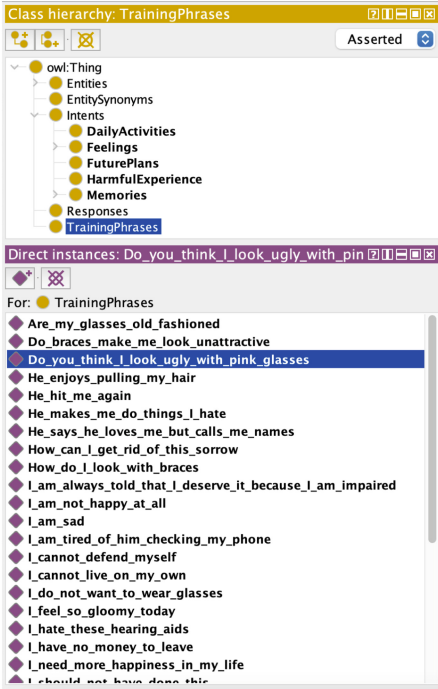 Class hierarchy: TrainingPhrases
Asserted
owl:Thing
Entities
EntitySynonyms
Intents
DailyActivities
Feelings
FuturePlans
HarmfulExperience
Memories
Responses
TrainingPhrases
Direct instances: Do_you_think_I_look_ugly_with_pin
For: TrainingPhrases
Are_my_glasses_old_fashioned
Do_braces_make_me_look_unattractive
Do_you_think_I_look_ugly_with_pink_glasses
He_enjoys_pulling_my_hair
He_hit_me_again
He_makes_me_do_things_I_hate
He_says_he_loves_me_but_calls_me_names
How_can_I_get_rid_of_this_sorrow
How_do_I_look_with_braces
I_am_always_told_that_I_deserve_it_because_I_am_impaired
I_am_not_happy_at_all
I_am_sad
I_am_tired_of_him_checking_my_phone
I_cannot_defend_myself
I_cannot_live_on_my_own
I_do_not_want_to_wear_glasses
I_feel_so_gloomy_today
I_hate_these_hearing_aids
I_have_no_money_to_leave
I_need_more_happiness_in_my_life
I_should_not_have_done_this